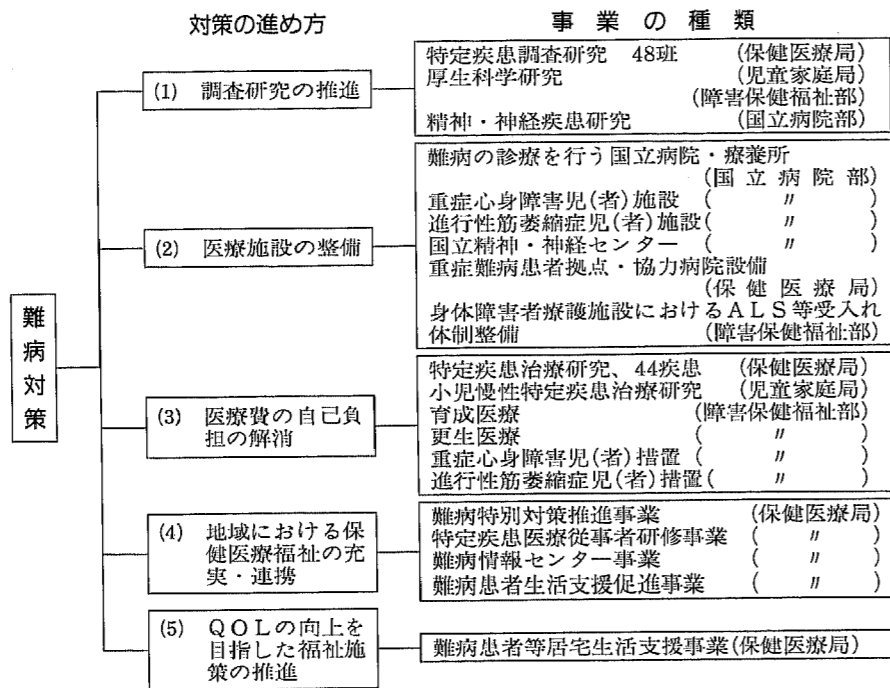 対策の進め方
事業の種類
難病対策
(1) 調査研究の推進
特定疾患調査研究 48班 (保健医療局)
厚生科学研究 (児童家庭局)
(障害保健福祉部)
精神・神経疾患研究 (国立病院部)
(2) 医療施設の整備
難病の診療を行う国立病院・療養所
(国立病院部)
重症心身障害児(者)施設 ( 〃 )
進行性筋萎縮症児(者)施設( 〃 )
国立精神・神経センター ( 〃 )
重症難病患者拠点・協力病院設備
(保健医療局)
身体障害者療護施設におけるALS等受入れ
体制整備 (障害保健福祉部)
(3) 医療費の自己負
担の解消
特定疾患治療研究、44疾患 (保健医療局)
小児慢性特定疾患治療研究 (児童家庭局)
育成医療 (障害保健福祉部)
更生医療 ( 〃 )
重症心身障害児(者)措置 ( 〃 )
進行性筋萎縮症児(者)措置( 〃 )
(4) 地域における保
健医療福祉の充
実・連携
難病特別対策推進事業 (保健医療局)
特定疾患医療従事者研修事業 ( 〃 )
難病情報センター事業 ( 〃 )
難病患者生活支援促進事業 ( 〃 )
(5) QOLの向上を
目指した福祉施
策の推進
難病患者等居宅生活支援事業(保健医療局)